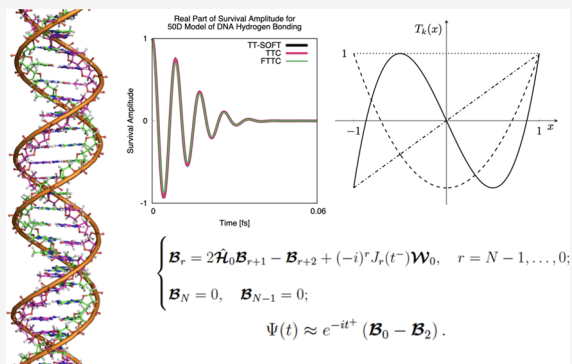 Real Part of Survival Amplitude for
50D Model of DNA Hydrogen Bonding
TT-SOFT
TTC
FTTC
Survival Amplitude
1
0
-1
0
0.06
Time [fs]
T_k(x)
1
−1
1
x
𝓑_r = 2𝓗̂_0𝓑_{r+1} − 𝓑_{r+2} + (−i)^r J_r(t^−)𝓦_0, r = N − 1, . . . , 0;
𝓑_N = 0, 𝓑_{N−1} = 0;
Ψ(t) ≈ e^{−it^+} (𝓑_0 − 𝓑_2) .